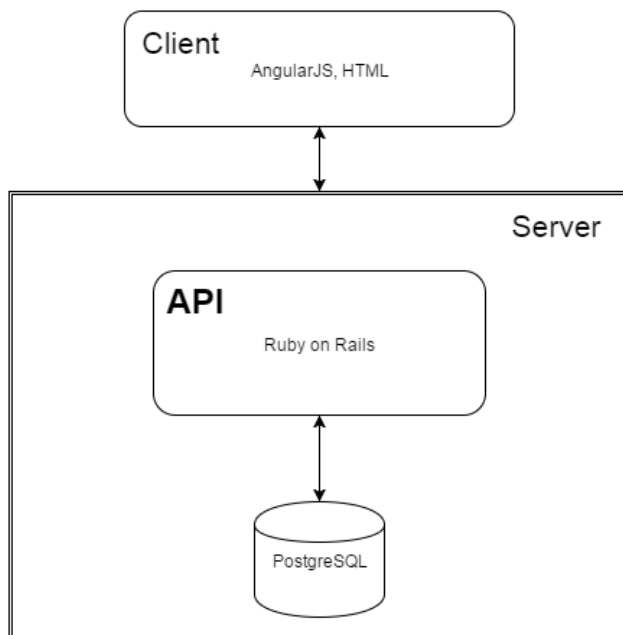 Client
AngularJS, HTML
Server
API
Ruby on Rails
PostgreSQL